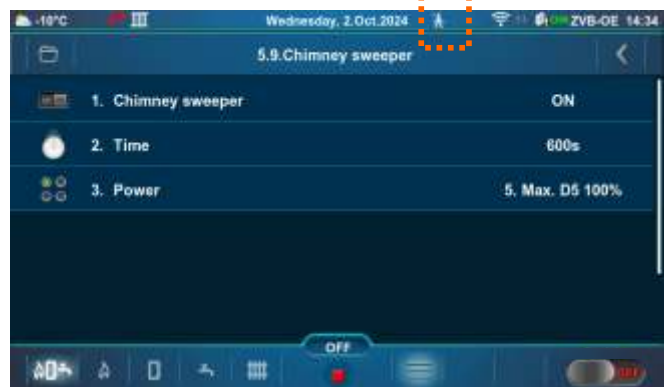 -10°C Wednesday, 2.Oct.2024 ZVB-OE 14:34
5.9.Chimney sweeper
1. Chimney sweeper ON
2. Time 600s
3. Power 5. Max. D5 100%
OFF
OFF